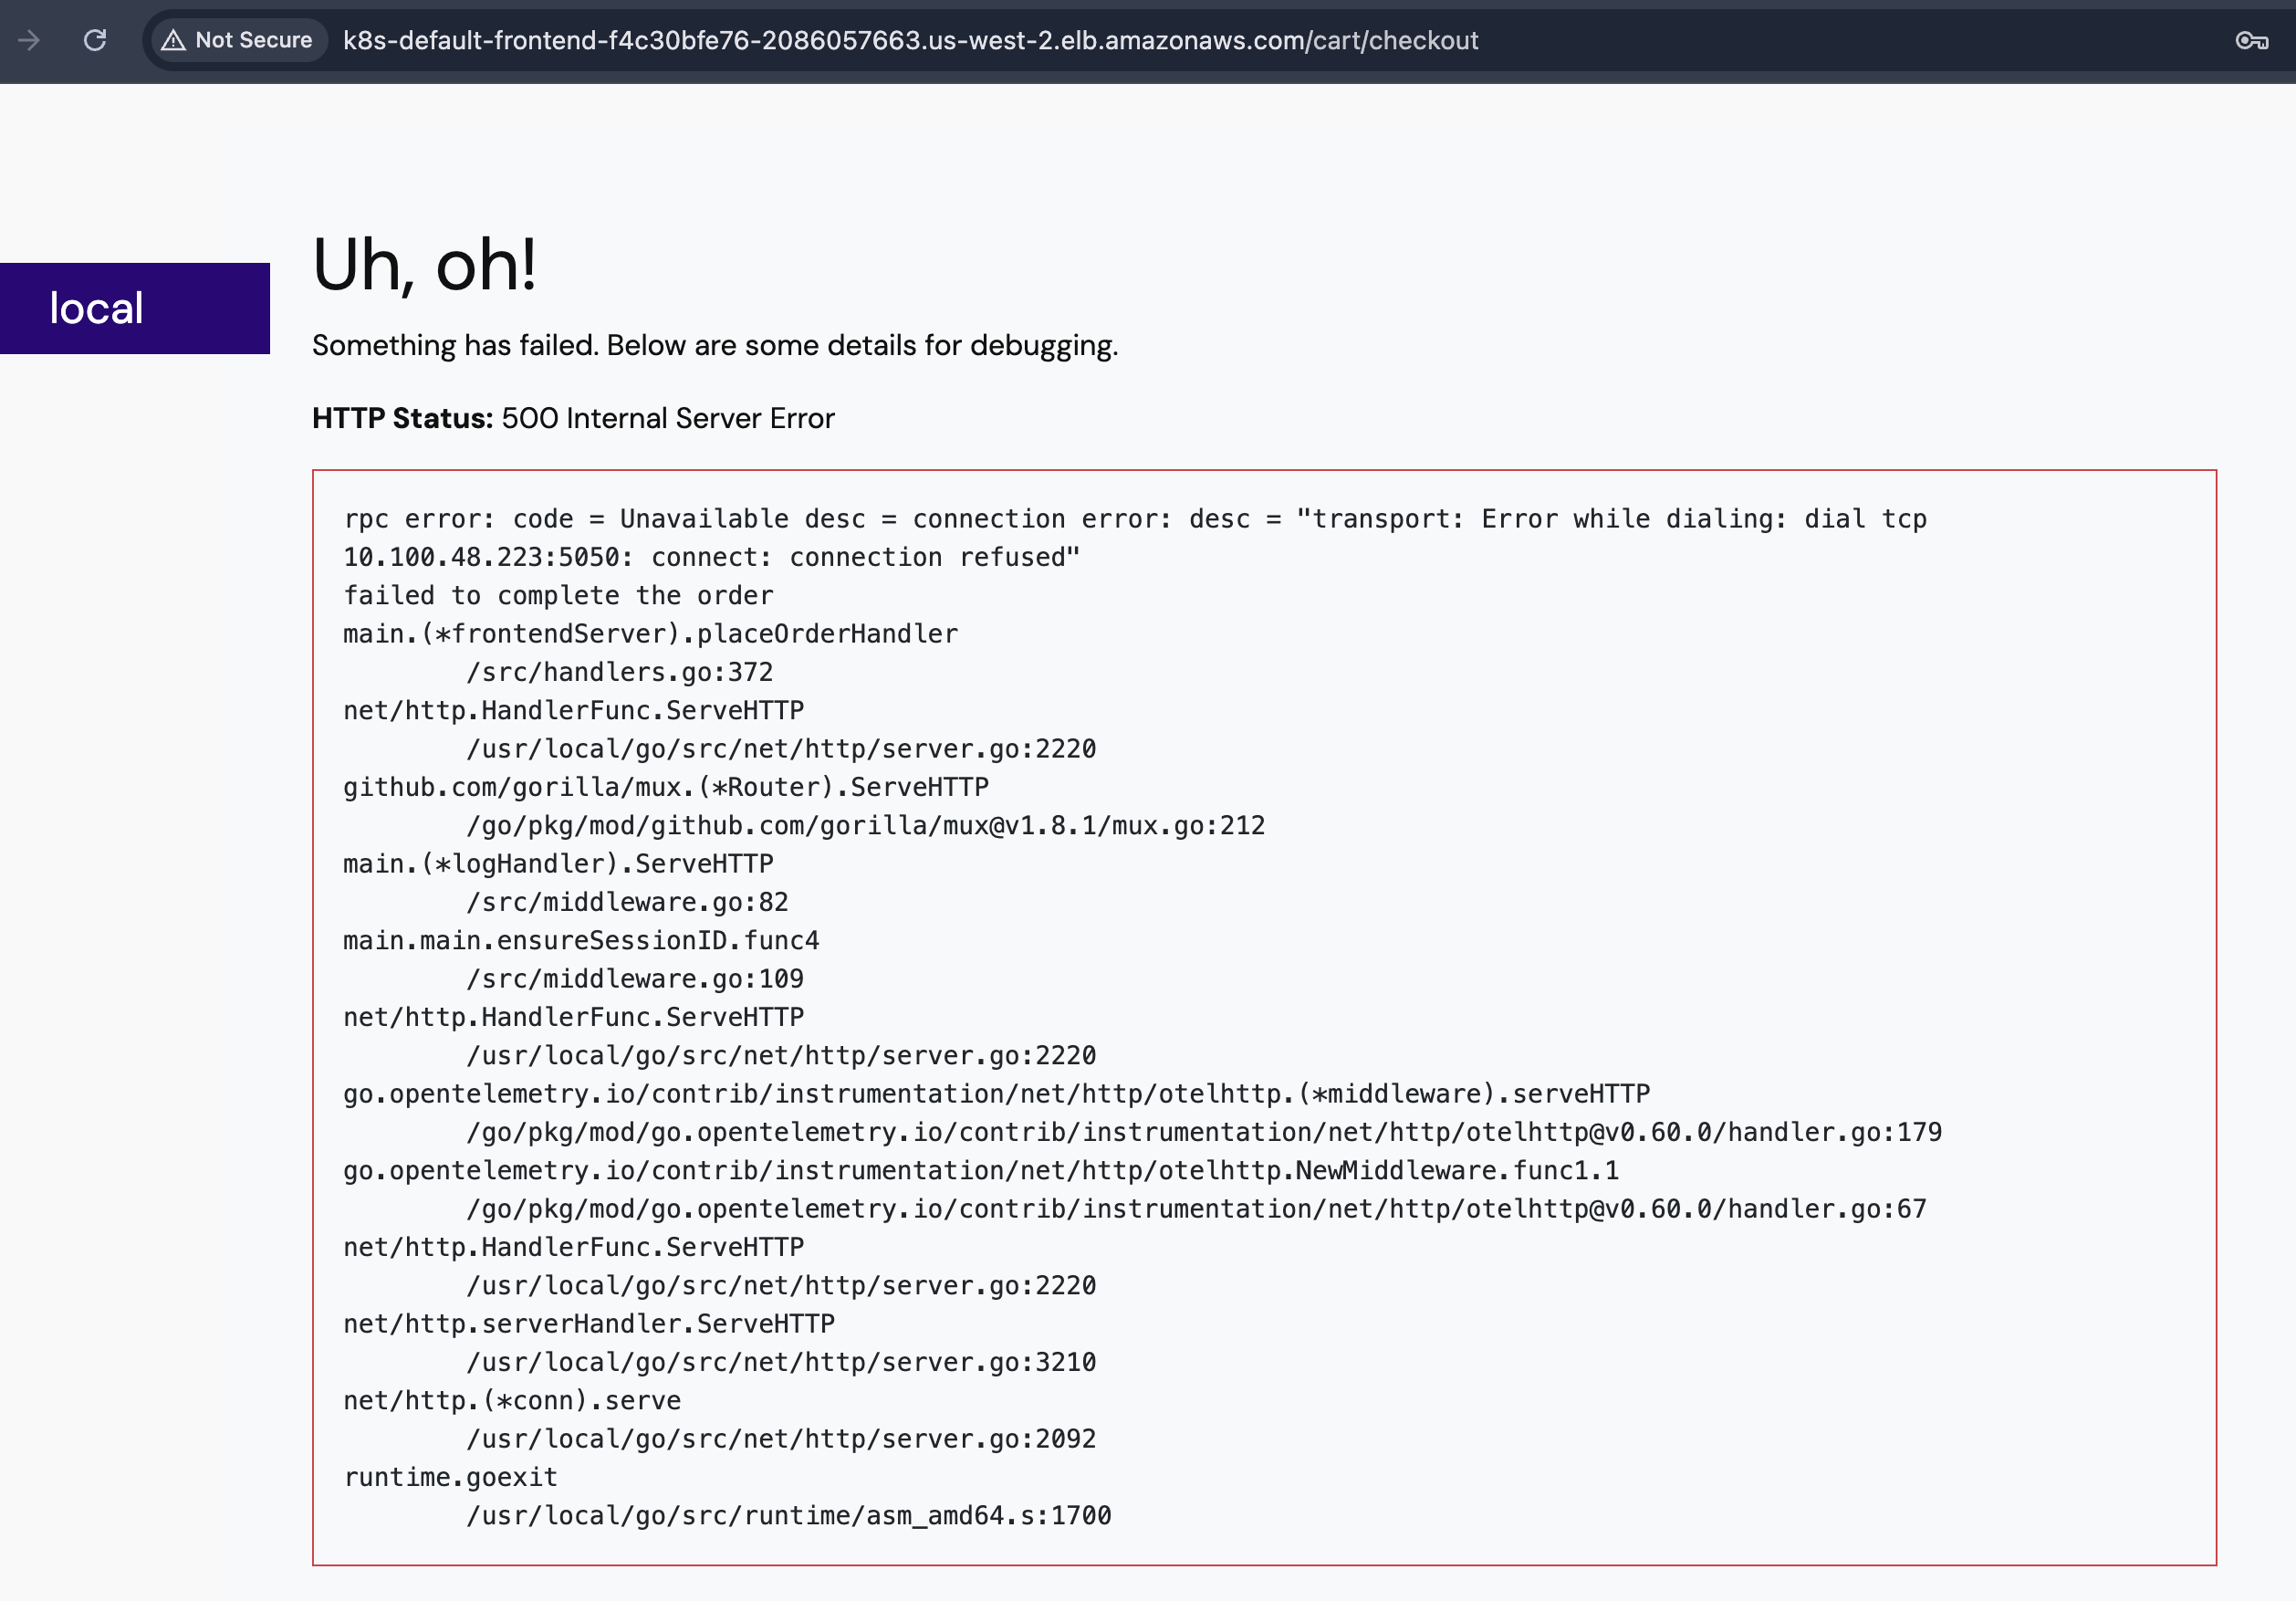 Not Secure
k8s-default-frontend-f4c30bfe76-2086057663.us-west-2.elb.amazonaws.com/cart/checkout
local
Uh, oh!
Something has failed. Below are some details for debugging.
HTTP Status: 500 Internal Server Error
rpc error: code = Unavailable desc = connection error: desc = "transport: Error while dialing: dial tcp
10.100.48.223:5050: connect: connection refused"
failed to complete the order
main.(*frontendServer).placeOrderHandler
        /src/handlers.go:372
net/http.HandlerFunc.ServeHTTP
        /usr/local/go/src/net/http/server.go:2220
github.com/gorilla/mux.(*Router).ServeHTTP
        /go/pkg/mod/github.com/gorilla/mux@v1.8.1/mux.go:212
main.(*logHandler).ServeHTTP
        /src/middleware.go:82
main.main.ensureSessionID.func4
        /src/middleware.go:109
net/http.HandlerFunc.ServeHTTP
        /usr/local/go/src/net/http/server.go:2220
go.opentelemetry.io/contrib/instrumentation/net/http/otelhttp.(*middleware).serveHTTP
        /go/pkg/mod/go.opentelemetry.io/contrib/instrumentation/net/http/otelhttp@v0.60.0/handler.go:179
go.opentelemetry.io/contrib/instrumentation/net/http/otelhttp.NewMiddleware.func1.1
        /go/pkg/mod/go.opentelemetry.io/contrib/instrumentation/net/http/otelhttp@v0.60.0/handler.go:67
net/http.HandlerFunc.ServeHTTP
        /usr/local/go/src/net/http/server.go:2220
net/http.serverHandler.ServeHTTP
        /usr/local/go/src/net/http/server.go:3210
net/http.(*conn).serve
        /usr/local/go/src/net/http/server.go:2092
runtime.goexit
        /usr/local/go/src/runtime/asm_amd64.s:1700